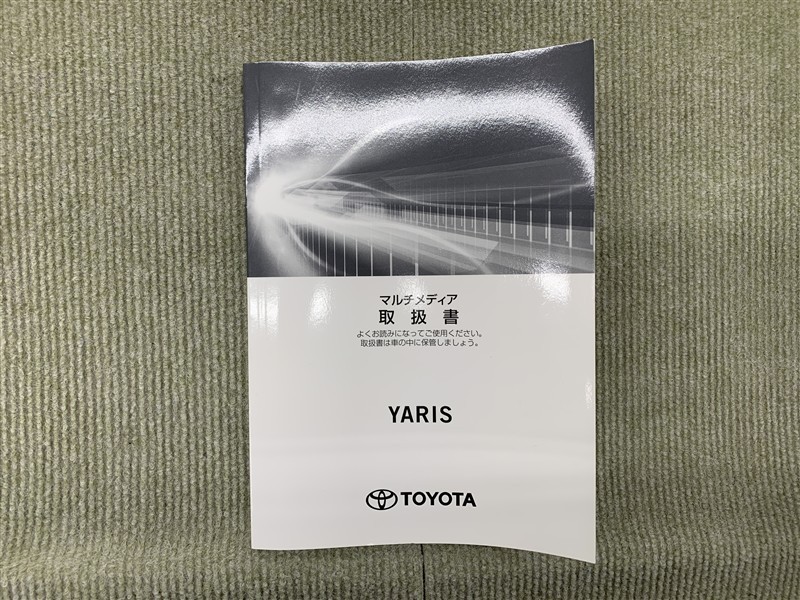 マルチメディア
取扱書
よくお読みになってご使用ください。
取扱書は車の中に保管しましょう。
YARIS
TOYOTA